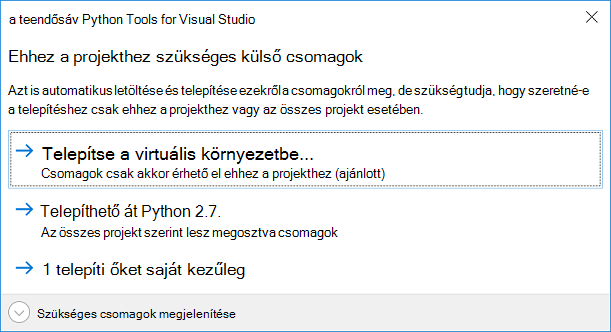 a teendősáv Python Tools for Visual Studio
Ehhez a projekthez szükséges külső csomagok
Azt is automatikus letöltése és telepítése ezekről a csomagokról meg, de szükség tudja, hogy szeretné-e
a telepítéshez csak ehhez a projekthez vagy az összes projekt esetében.
Telepítse a virtuális környezetbe...
Csomagok csak akkor érhető el ehhez a projekthez (ajánlott)
Telepíthető át Python 2.7.
Az összes projekt szerint lesz megosztva csomagok
1 telepíti őket saját kezűleg
Szükséges csomagok megjelenítése